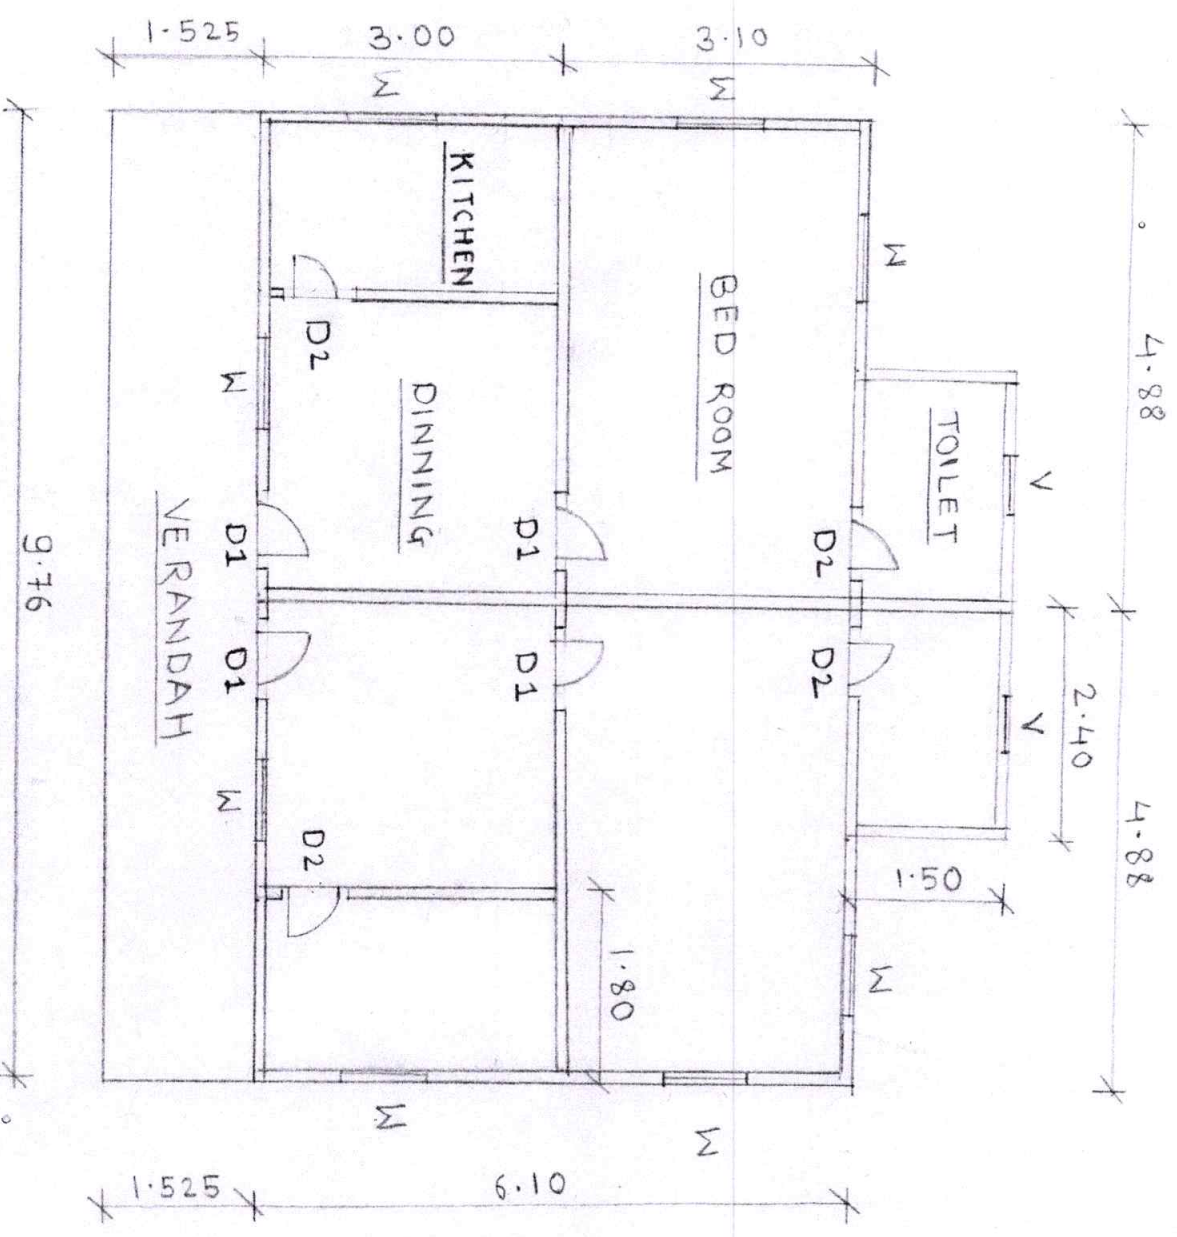 1.525
3.00
3.10
W
W
KITCHEN
W
BED ROOM
D2
W
DINNING
TOILET
V
4.88
VERANDAH
D1
D1
D2
9.76
D1
D1
D2
V
2.40
W
D2
4.88
1.50
1.80
W
W
W
1.525
6.10